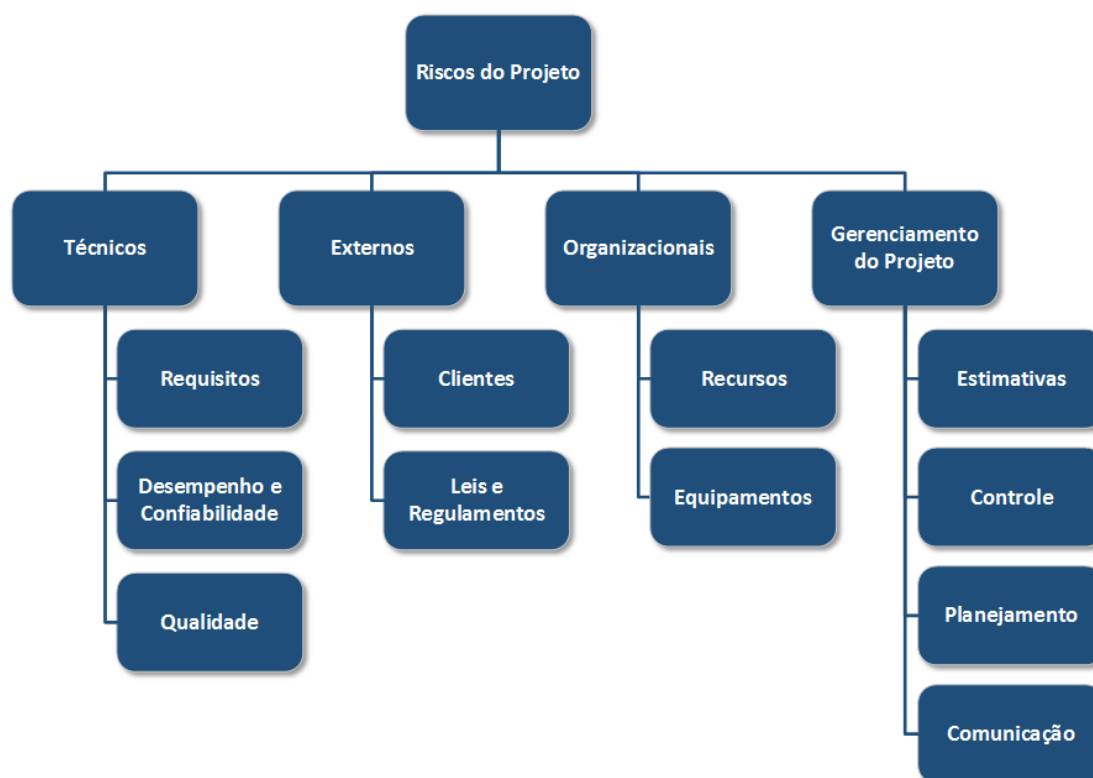 Riscos do Projeto
Técnicos
Externos
Organizacionais
Gerenciamento
do Projeto
Requisitos
Clientes
Recursos
Estimativas
Desempenho e
Confiabilidade
Leis e
Regulamentos
Equipamentos
Controle
Qualidade
Planejamento
Comunicação